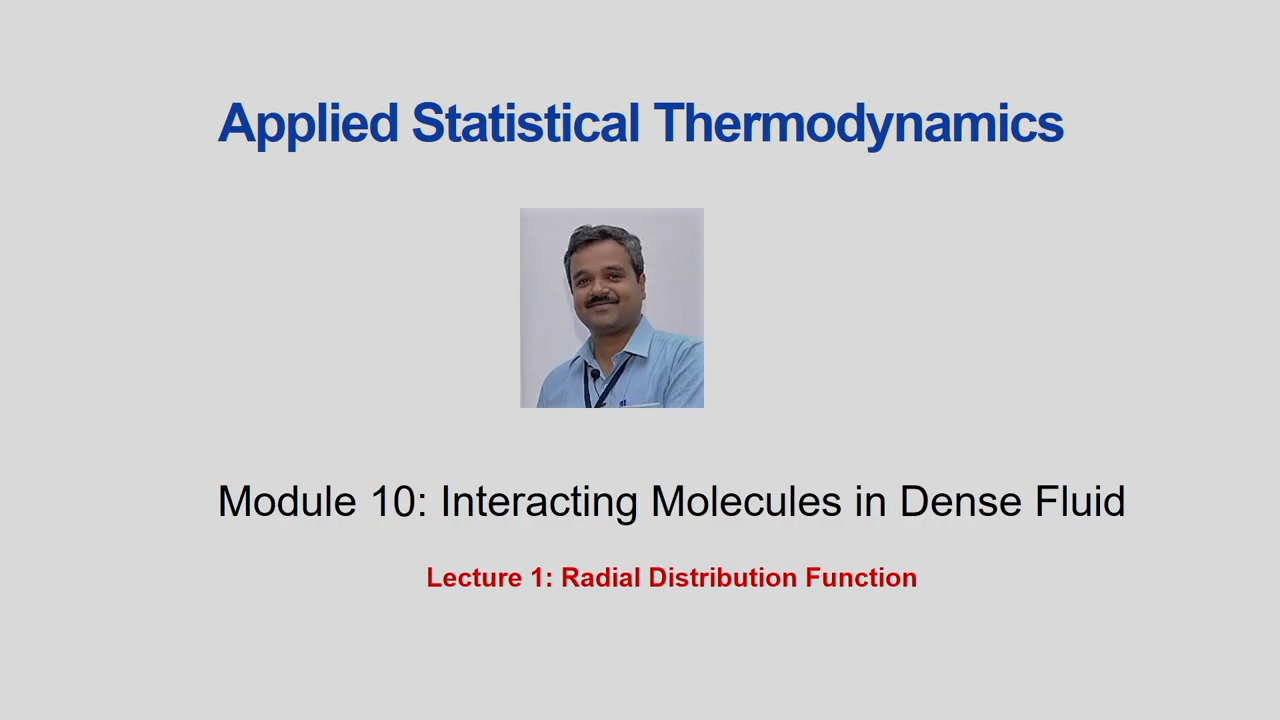 Applied Statistical Thermodynamics
Module 10: Interacting Molecules in Dense Fluid
Lecture 1: Radial Distribution Function